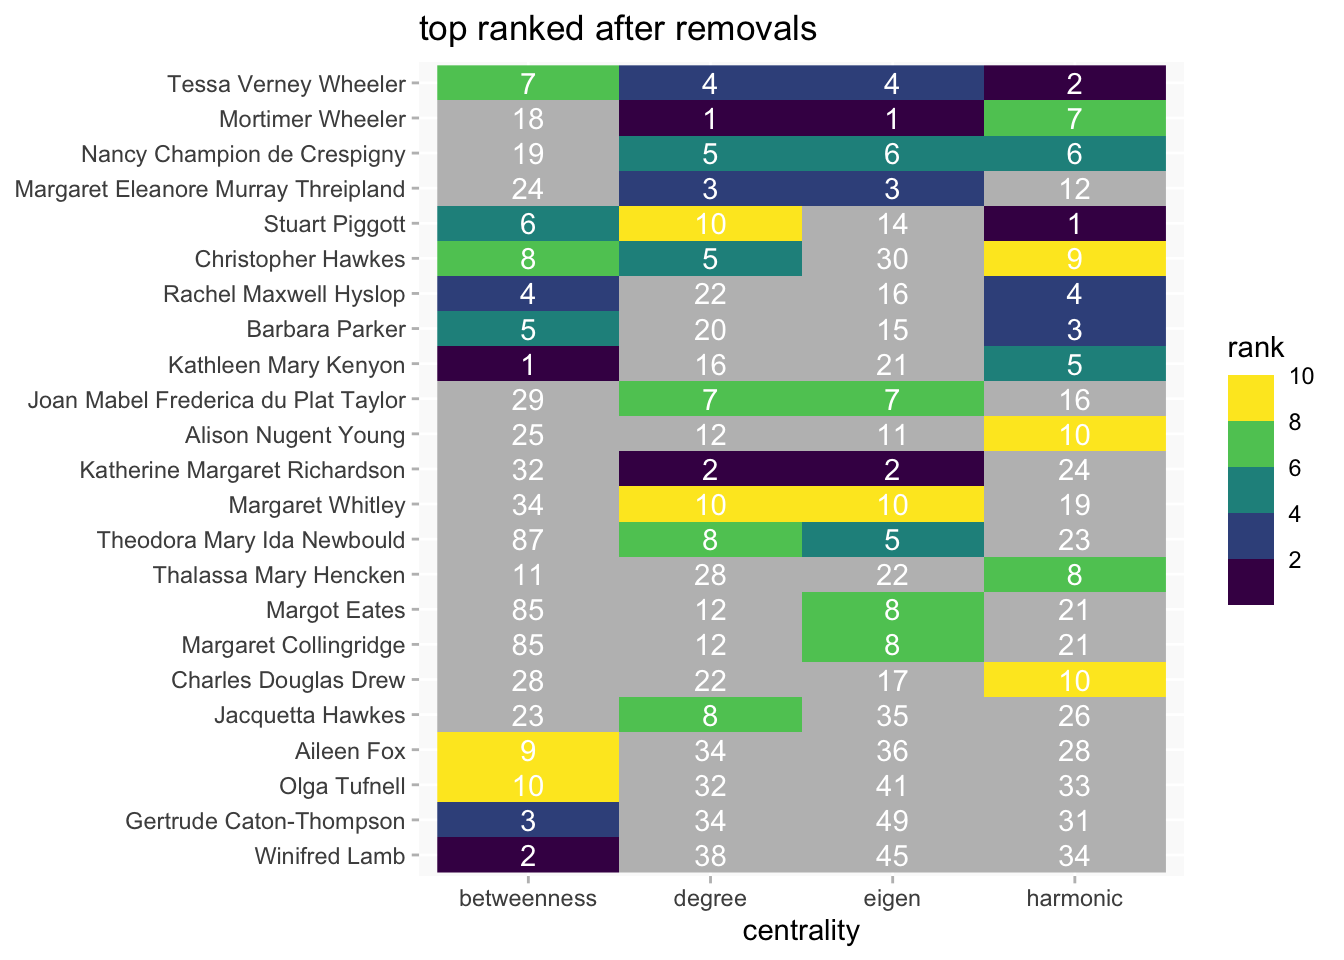 top ranked after removals
Tessa Verney Wheeler 7 4 4 2
Mortimer Wheeler 18 1 1 7
Nancy Champion de Crespigny 19 5 6 6
Margaret Eleanore Murray Threipland 24 3 3 12
Stuart Piggott 6 10 14 1
Christopher Hawkes 8 5 30 9
Rachel Maxwell Hyslop 4 22 16 4
Barbara Parker 5 20 15 3
Kathleen Mary Kenyon 1 16 21 5
Joan Mabel Frederica du Plat Taylor 29 7 7 16
Alison Nugent Young 25 12 11 10
Katherine Margaret Richardson 32 2 2 24
Margaret Whitley 34 10 10 19
Theodora Mary Ida Newbould 87 8 5 23
Thalassa Mary Hencken 11 28 22 8
Margot Eates 85 12 8 21
Margaret Collingridge 85 12 8 21
Charles Douglas Drew 28 22 17 10
Jacquetta Hawkes 23 8 35 26
Aileen Fox 9 34 36 28
Olga Tufnell 10 32 41 33
Gertrude Caton-Thompson 3 34 49 31
Winifred Lamb 2 38 45 34
betweenness degree eigen harmonic
centrality
rank
10
8
6
4
2